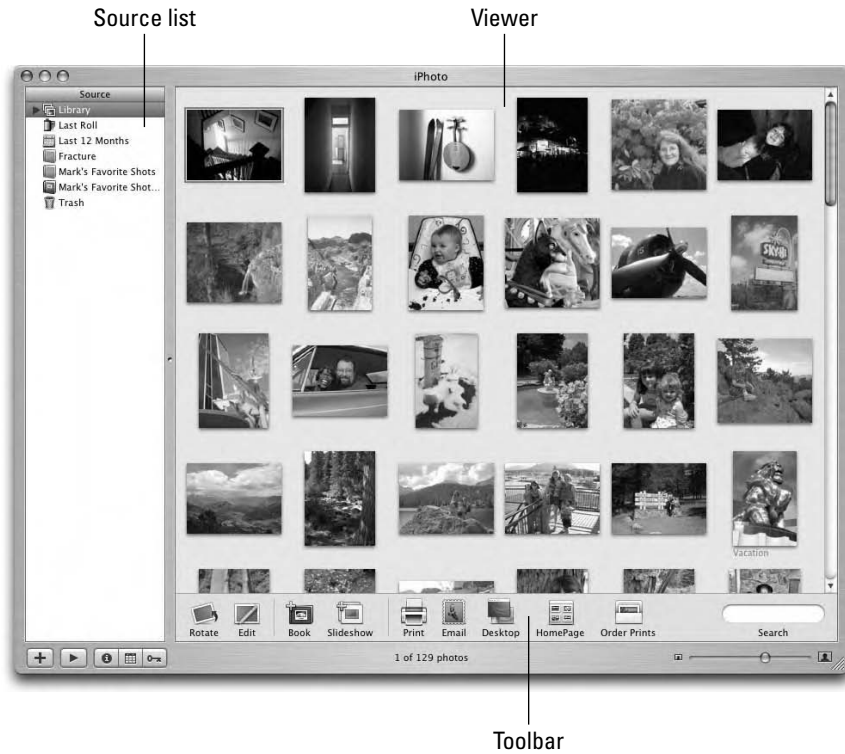 Source list
Viewer
iPhoto
Source
Library
Last Roll
Last 12 Months
Fracture
Mark's Favorite Shots
Mark's Favorite Shot...
Trash
SKYHI
Vacation
Rotate
Edit
Book
Slideshow
Print
Email
Desktop
HomePage
Order Prints
Search
1 of 129 photos
Toolbar